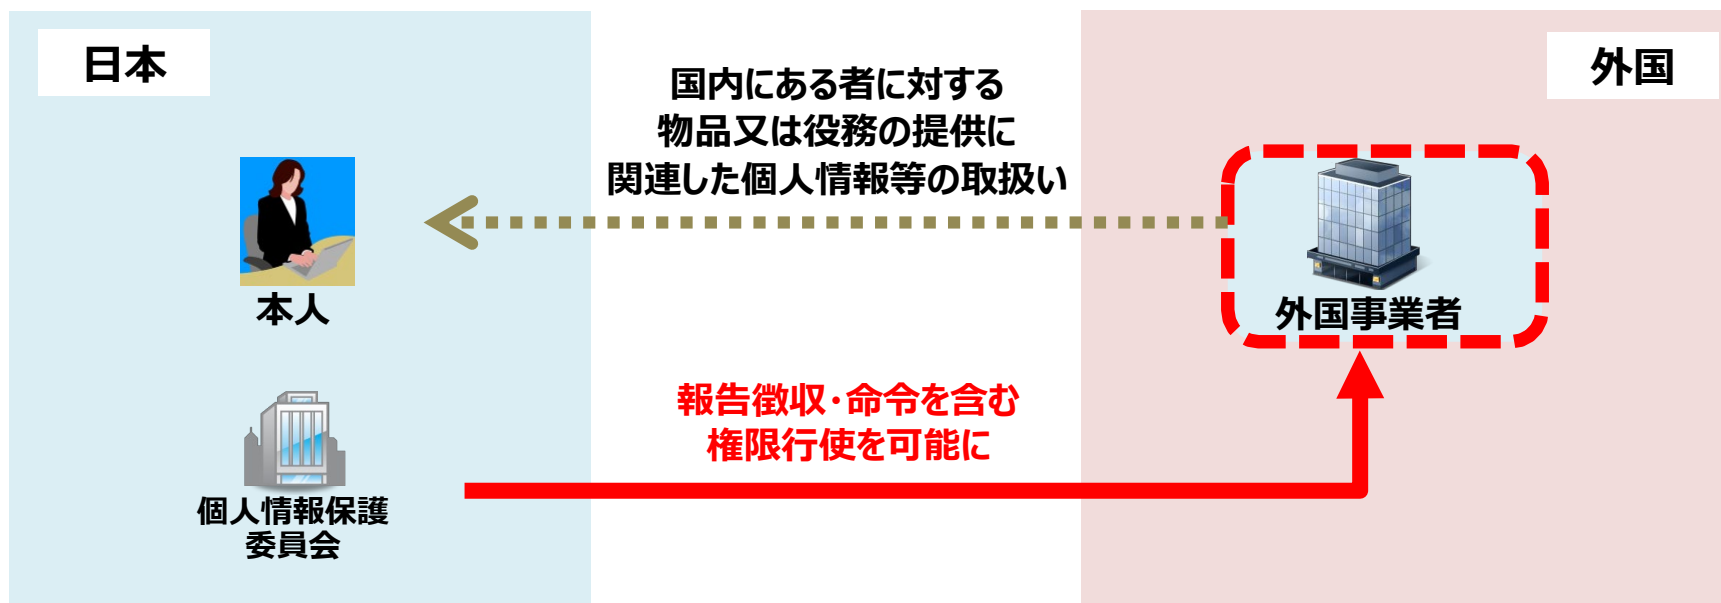 日本
外国
国内にある者に対する
物品又は役務の提供に
関連した個人情報等の取扱い
本人
外国事業者
報告徴収・命令を含む
権限行使を可能に
個人情報保護
委員会